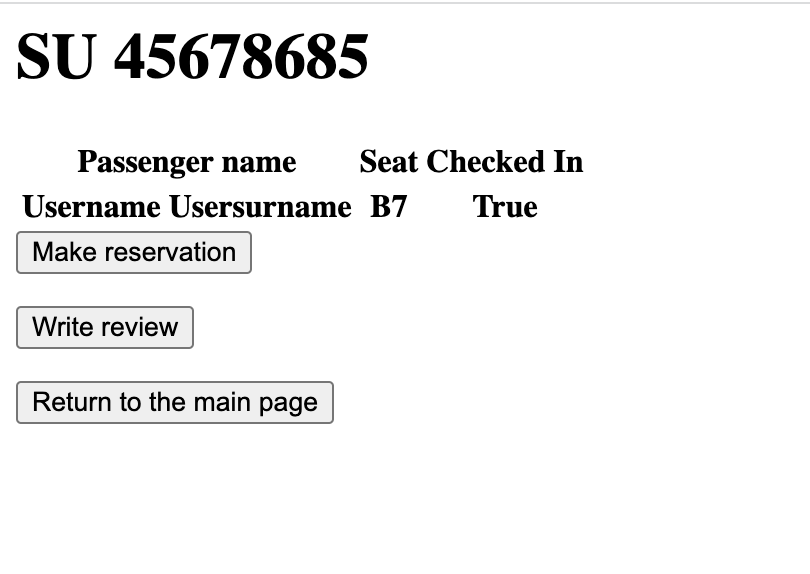 SU 45678685
Passenger name Seat Checked In
Username Usersurname B7 True
Make reservation
Write review
Return to the main page